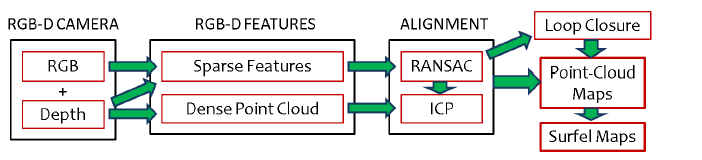 RGB-D CAMERA
RGB
+
Depth
RGB-D FEATURES
Sparse Features
Dense Point Cloud
ALIGNMENT
RANSAC
ICP
Loop Closure
Point-Cloud
Maps
Surfel Maps